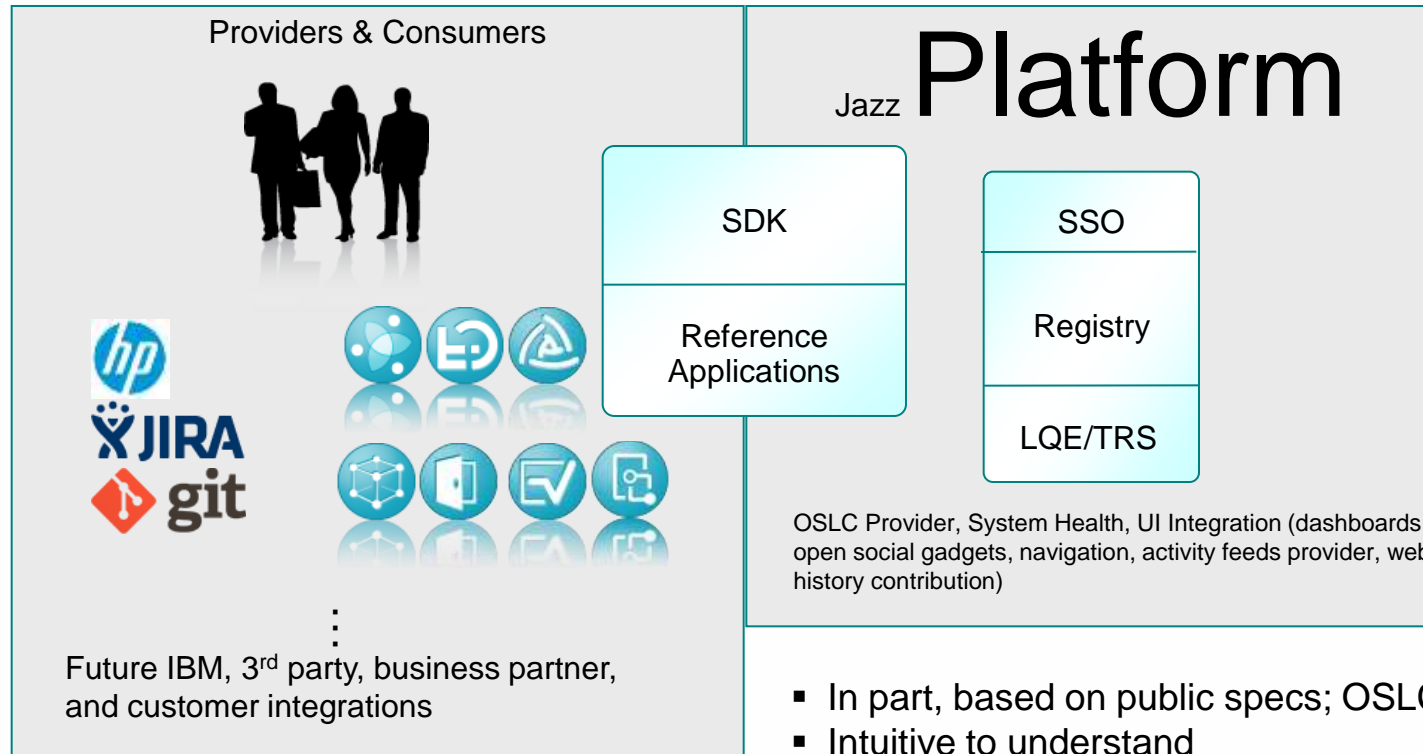 Providers & Consumers
Jazz Platform
SDK
Reference
Applications
SSO
Registry
LQE/TRS
hp
JIRA
git
OSLC Provider, System Health, UI Integration (dashboards
open social gadgets, navigation, activity feeds provider, web
history contribution)
⋮
Future IBM, 3rd party, business partner,
and customer integrations
▪ In part, based on public specs; OSLC
▪ Intuitive to understand